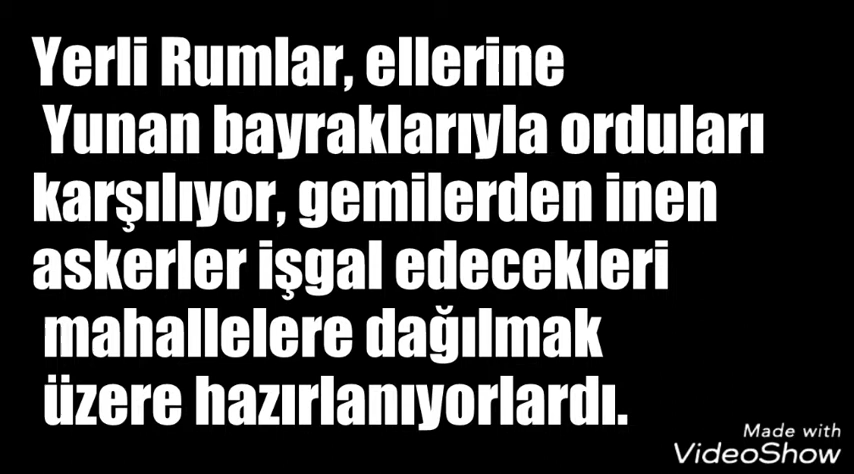 Yerli Rumlar, ellerine
Yunan bayraklarıyla orduları
karşılıyor, gemilerden inen
askerler işgal edecekleri
mahallelere dağılmak
üzere hazırlanıyorlardı.
Made with
VideoShow